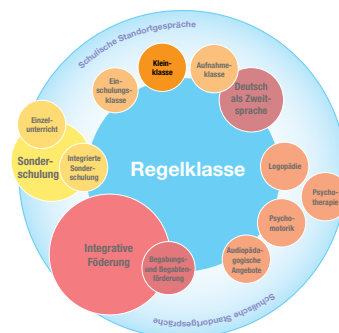 Schulische Standortgespräche
Klein-
klasse
Aufnahme-
klasse
Ein-
schulungs-
klasse
Deutsch
als Zweit-
sprache
Einzel-
unterricht
Sonder-
schulung
Integrierte
Sonder-
schulung
Regelklasse
Logopädie
Psycho-
therapie
Psycho-
motorik
Integrative
Föderung
Begabungs-
und Begabten-
förderung
Audiopäda-
gogische
Angebote
Schulische Standortgespräche